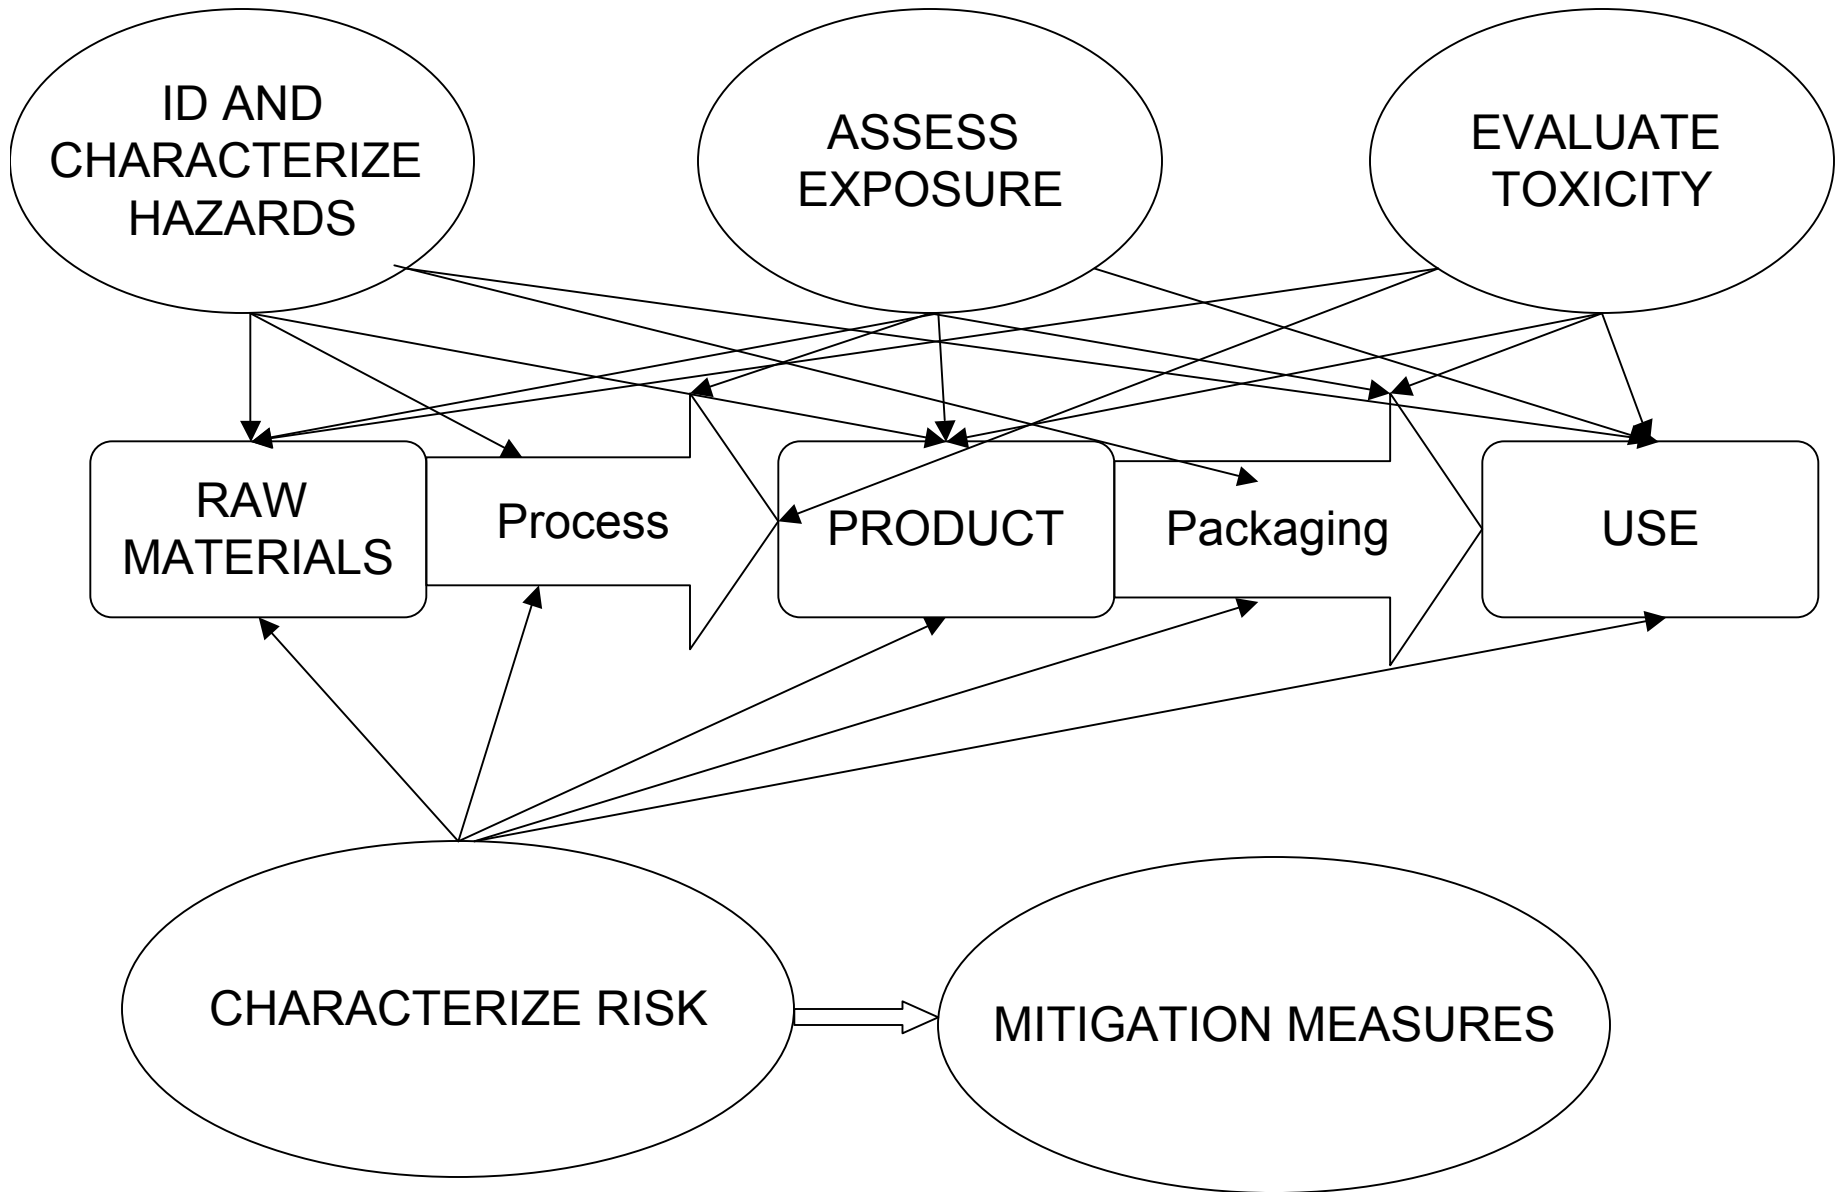 ID AND
CHARACTERIZE
HAZARDS
ASSESS
EXPOSURE
EVALUATE
TOXICITY
RAW
MATERIALS
Process
PRODUCT
Packaging
USE
CHARACTERIZE RISK
MITIGATION MEASURES